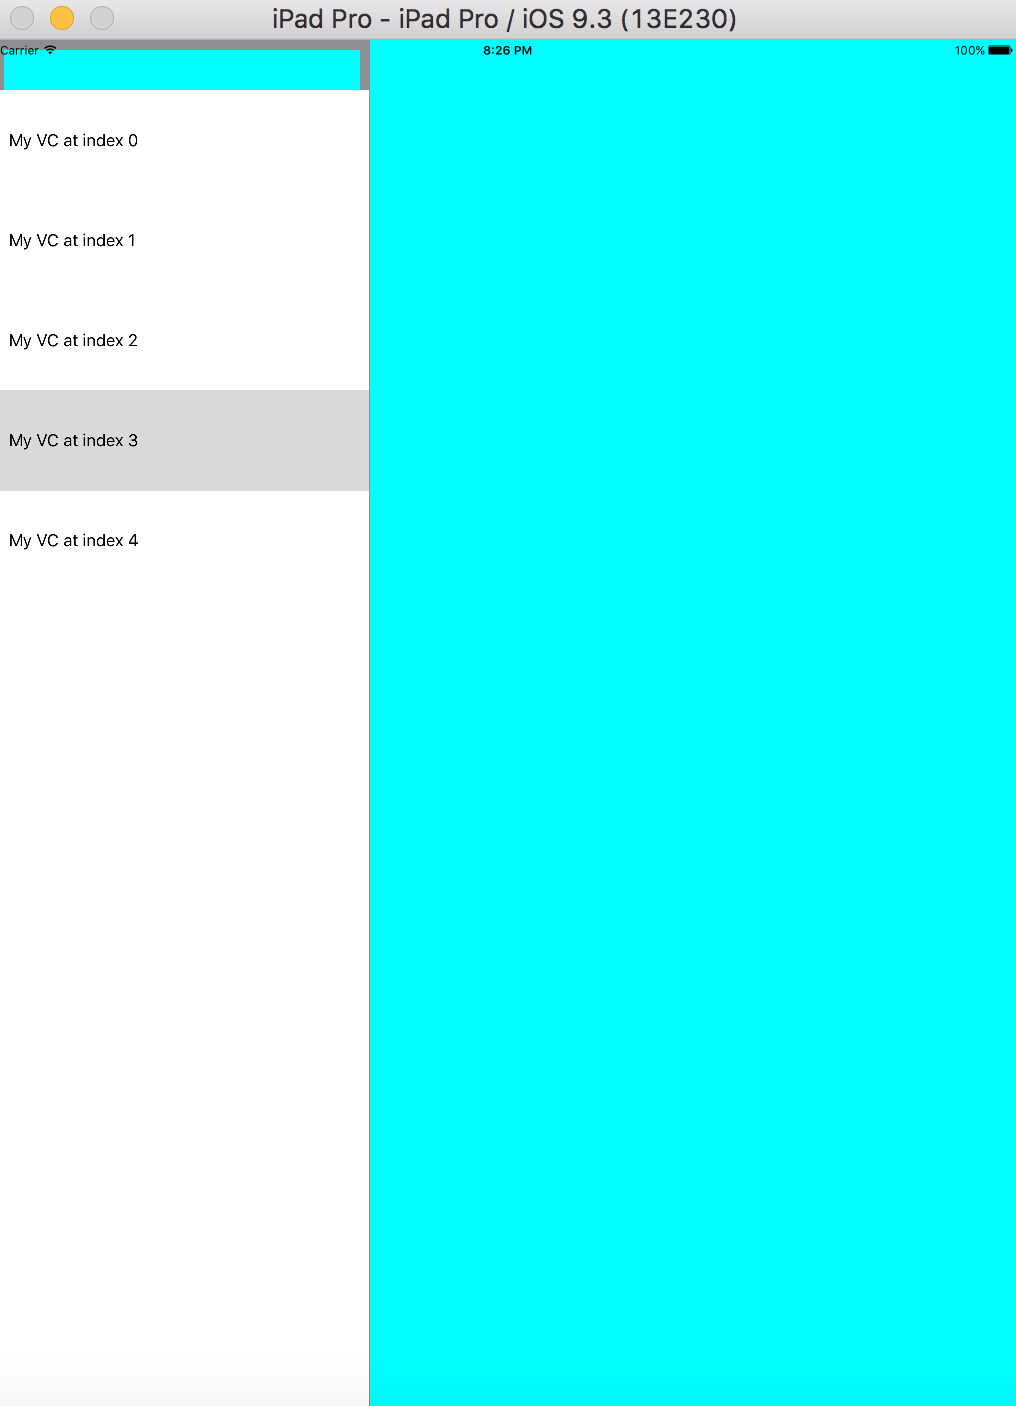 iPad Pro - iPad Pro / iOS 9.3 (13E230)
Carrier 8:26 PM 100%
My VC at index 0
My VC at index 1
My VC at index 2
My VC at index 3
My VC at index 4